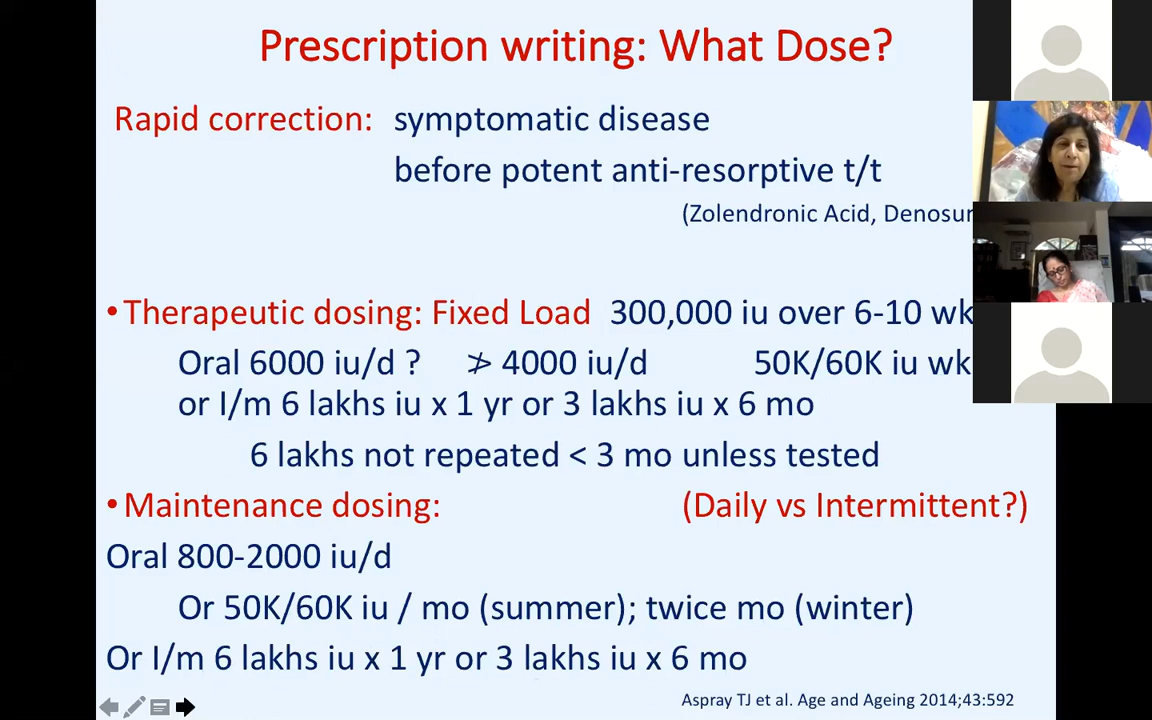 Prescription writing: What Dose?
Rapid correction: symptomatic disease
before potent anti-resorptive t/t
(Zolendronic Acid, Denosu
• Therapeutic dosing: Fixed Load 300,000 iu over 6-10 wk
Oral 6000 iu/d ? ≯ 4000 iu/d 50K/60K iu wk
or I/m 6 lakhs iu x 1 yr or 3 lakhs iu x 6 mo
6 lakhs not repeated < 3 mo unless tested
• Maintenance dosing: (Daily vs Intermittent?)
Oral 800-2000 iu/d
Or 50K/60K iu / mo (summer); twice mo (winter)
Or I/m 6 lakhs iu x 1 yr or 3 lakhs iu x 6 mo
Aspray TJ et al. Age and Ageing 2014;43:592